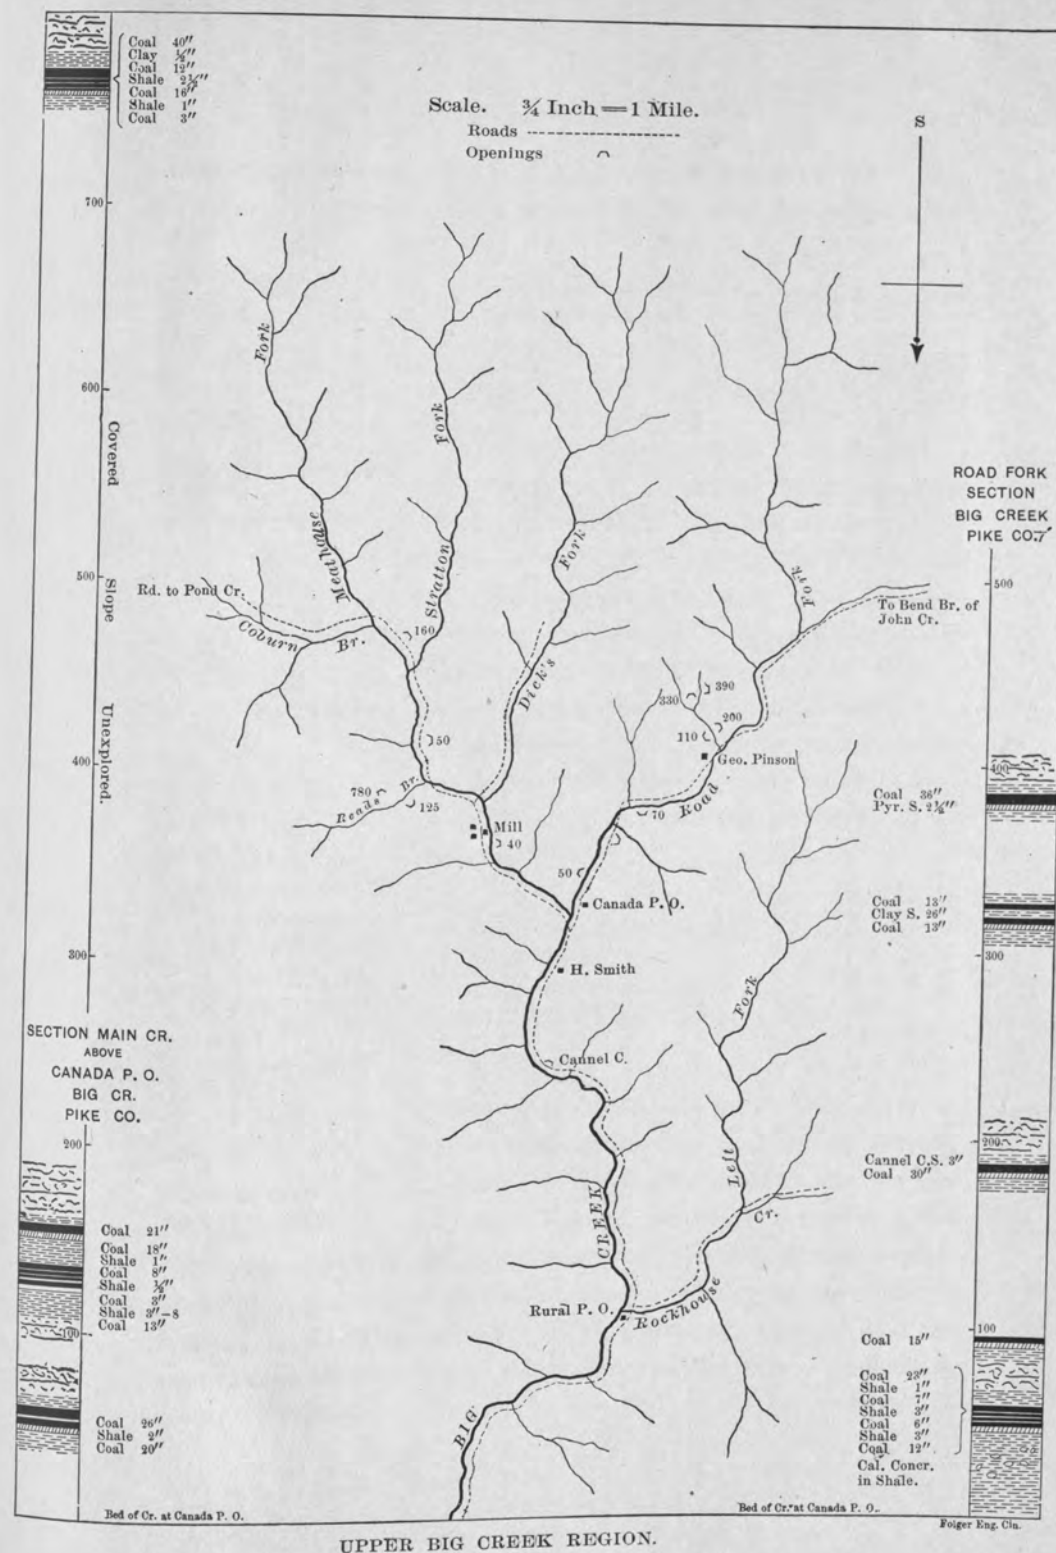 Coal 40"
Clay ½"
Coal 12"
Shale 2½"
Coal 16"
Shale 1"
Coal 3"
Scale. ¾ Inch = 1 Mile.
Roads
Openings
S
700
600
500
400
300
200
100
Covered
Slope
Unexplored.
Fork
Meathouse
Fork
Stratton
Fork
Dick's
Fork
Rd. to Pond Cr.
Coburn Br.
160
50
780
Reads Br.
125
Mill
40
ROAD FORK
SECTION
BIG CREEK
PIKE CO.
500
400
300
200
100
To Bend Br. of
John Cr.
390
330
200
110
Geo. Pinson
Road
70
50
Canada P. O.
H. Smith
Cannel C.
Fork
Left
Cr.
Rockhouse
CREEK
Rural P. O.
BIG
Coal 36"
Pyr. S. 2½"
Coal 13"
Clay S. 26"
Coal 13"
Cannel C.S. 3"
Coal 30"
Coal 15"
Coal 23"
Shale 1"
Coal 7"
Shale 3"
Coal 6"
Shale 3"
Coal 12"
Cal. Concr.
in Shale.
SECTION MAIN CR.
ABOVE
CANADA P. O.
BIG CR.
PIKE CO.
Coal 21"
Coal 18"
Shale 1"
Coal 8"
Shale ½"
Coal 3"
Shale 3"-8
Coal 13"
Coal 26"
Shale 2"
Coal 20"
Bed of Cr. at Canada P. O.
Bed of Cr. at Canada P. O.
Folger Eng. Cin.
UPPER BIG CREEK REGION.